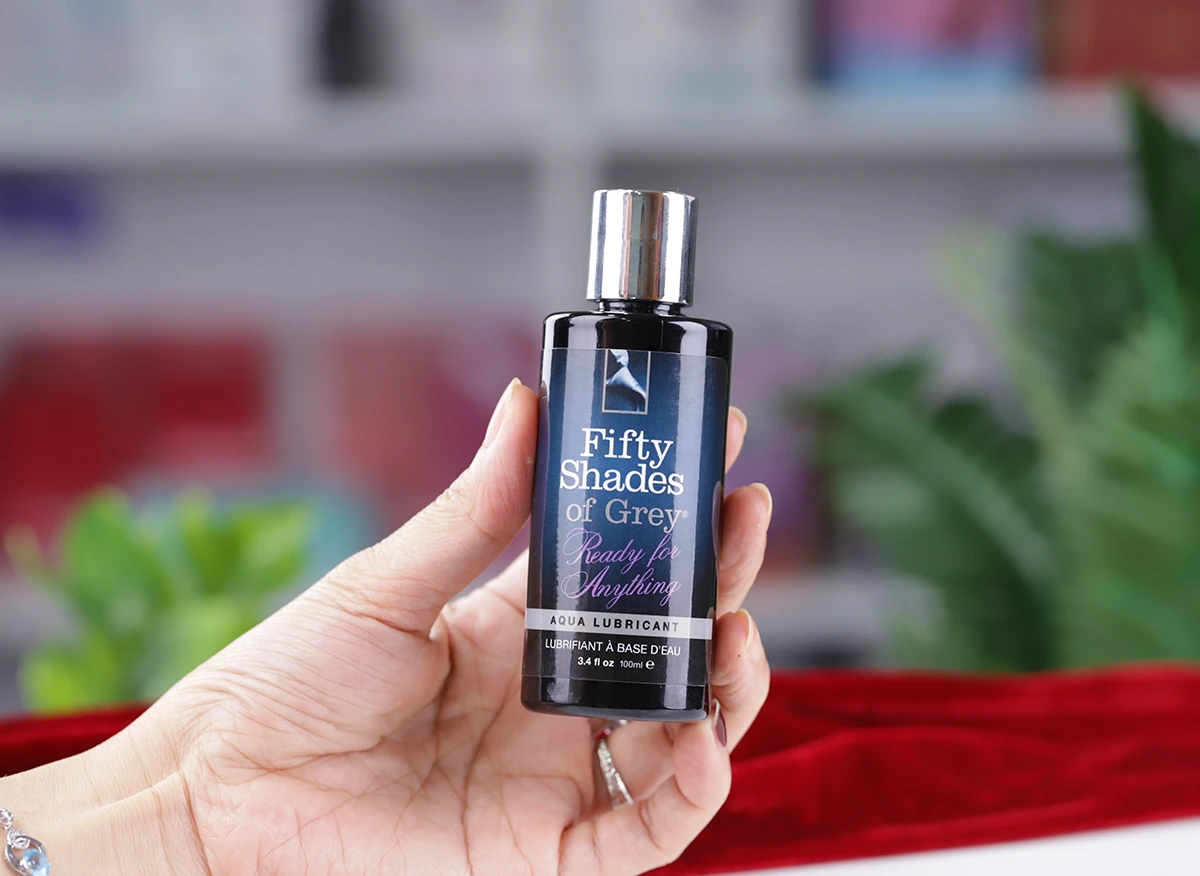 Fifty
Shades
of Grey®
Ready for
Anything
AQUA LUBRICANT
LUBRIFIANT À BASE D'EAU
3.4 fl oz 100ml ℮